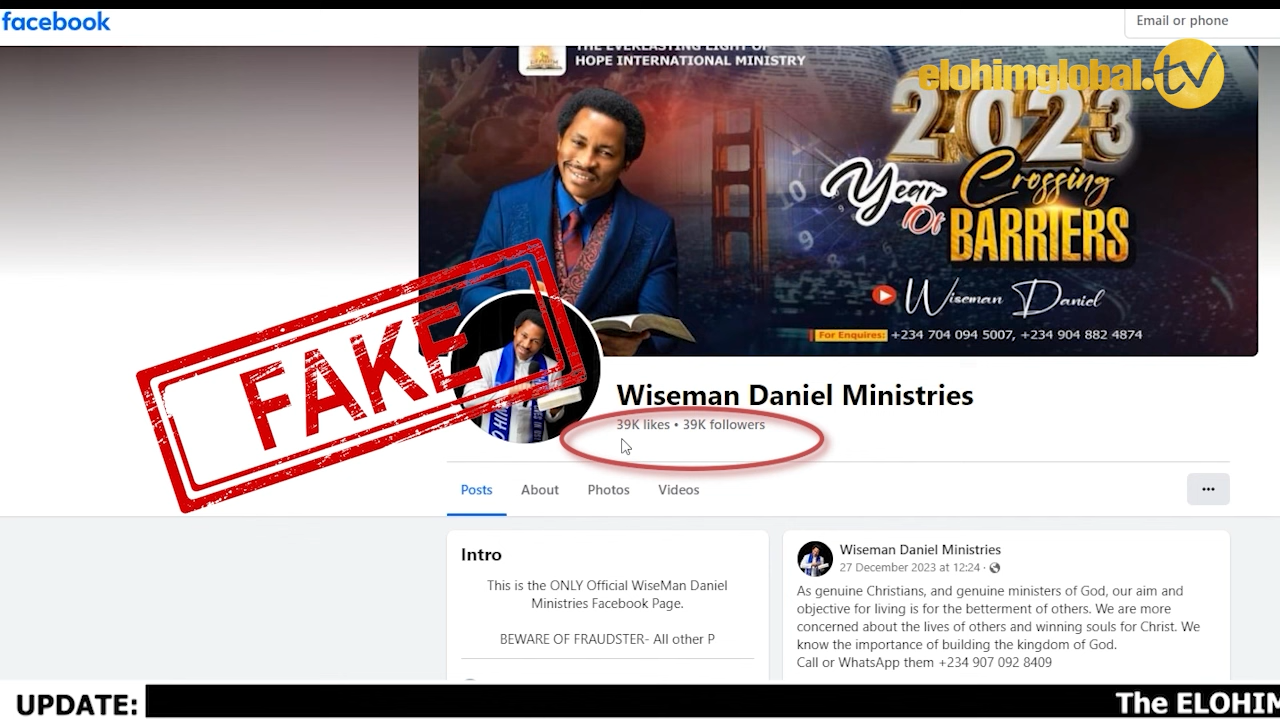 facebook
Email or phone
elohimglobal.tv
THE EVERLASTING LIGHT OF
HOPE INTERNATIONAL MINISTRY
2023
Year Of Crossing
BARRIERS
Wiseman Daniel
For Enquires: +234 704 094 5007, +234 904 882 4874
FAKE
Wiseman Daniel Ministries
39K likes • 39K followers
Posts About Photos Videos
Intro
This is the ONLY Official WiseMan Daniel
Ministries Facebook Page.
BEWARE OF FRAUDSTER- All other P
Wiseman Daniel Ministries
27 December 2023 at 12:24 ·
As genuine Christians, and genuine ministers of God, our aim and
objective for living is for the betterment of others. We are more
concerned about the lives of others and winning souls for Christ. We
know the importance of building the kingdom of God.
Call or WhatsApp them +234 907 092 8409
UPDATE: The ELOHIM